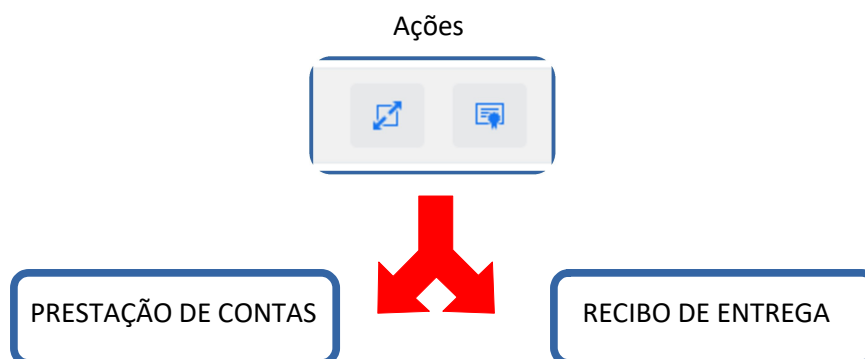 Ações
PRESTAÇÃO DE CONTAS
RECIBO DE ENTREGA